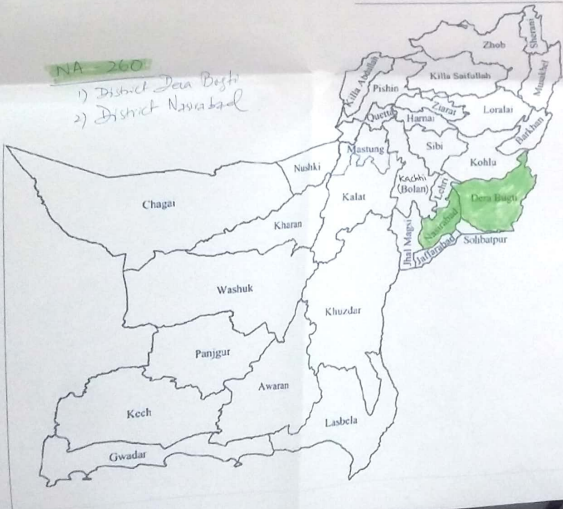 NA - 260
1) District Dera Bugti
2) District Naseerabad
Zhob
Sherani
Killa Abdullah
Pishin
Killa Saifullah
Musakhel
Quetta
Harnai
Ziarat
Loralai
Barkhan
Mastung
Sibi
Kohlu
Nushki
Kachhi
(Bolan)
Lehri
Dera Bugti
Chagai
Kalat
Kharan
Jhal Magsi
Nasirabad
Jaffarabad
Sohbatpur
Washuk
Khuzdar
Panjgur
Awaran
Kech
Lasbela
Gwadar